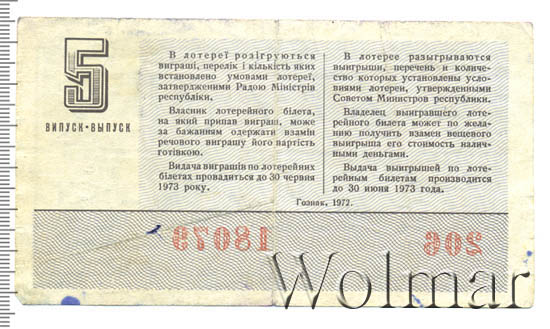 5
ВИПУСК•ВЫПУСК
В лотереї розігруються
виграші, перелік і кількість яких
встановлено умовами лотереї,
затвердженими Радою Міністрів
республіки.
Власник лотерейного білета,
на який припав виграш, може
за бажанням одержати взамін
речового виграшу його вартість
готівкою.
Видача виграшів по лотерейних
білетах провадиться до 30 червня
1973 року.
В лотерее разыгрываются
выигрыши, перечень и количе-
ство которых установлены усло-
виями лотереи, утвержденными
Советом Министров республики.
Владелец выигравшего лоте-
рейного билета может по жела-
нию получить взамен вещевого
выигрыша его стоимость налич-
ными деньгами.
Выдача выигрышей по лоте-
рейным билетам производится
до 30 июня 1973 года.
Гознак, 1972.
18079
206
Wolmar